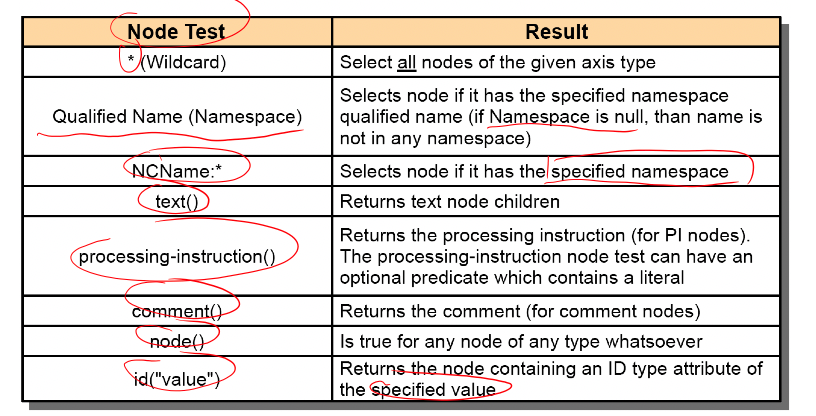 Node Test
Result
* (Wildcard)
Select all nodes of the given axis type
Qualified Name (Namespace)
Selects node if it has the specified namespace
qualified name (if Namespace is null, than name is
not in any namespace)
NCName:*
Selects node if it has the specified namespace
text()
Returns text node children
processing-instruction()
Returns the processing instruction (for PI nodes).
The processing-instruction node test can have an
optional predicate which contains a literal
comment()
Returns the comment (for comment nodes)
node()
Is true for any node of any type whatsoever
id("value")
Returns the node containing an ID type attribute of
the specified value